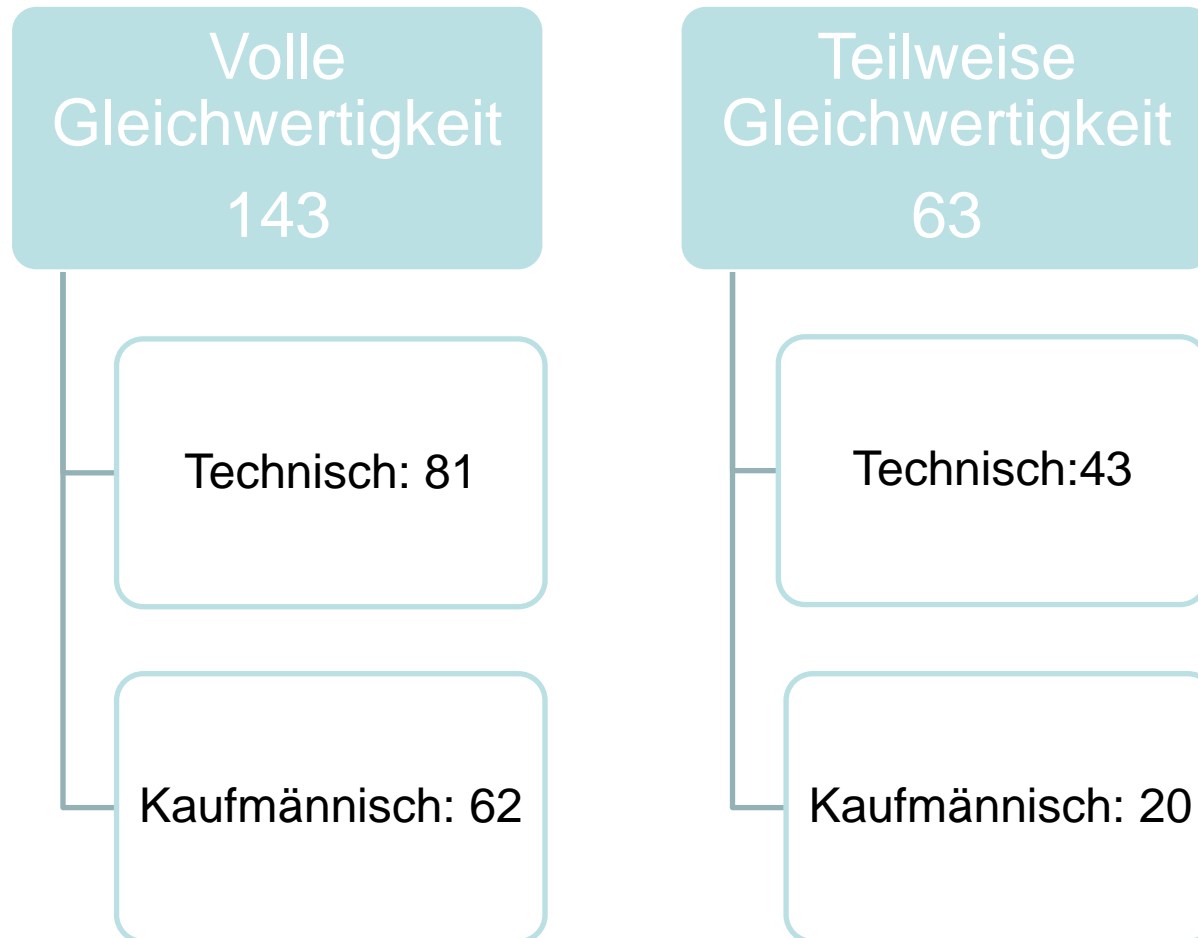 Volle
Gleichwertigkeit
143
Technisch: 81
Kaufmännisch: 62
Teilweise
Gleichwertigkeit
63
Technisch:43
Kaufmännisch: 20